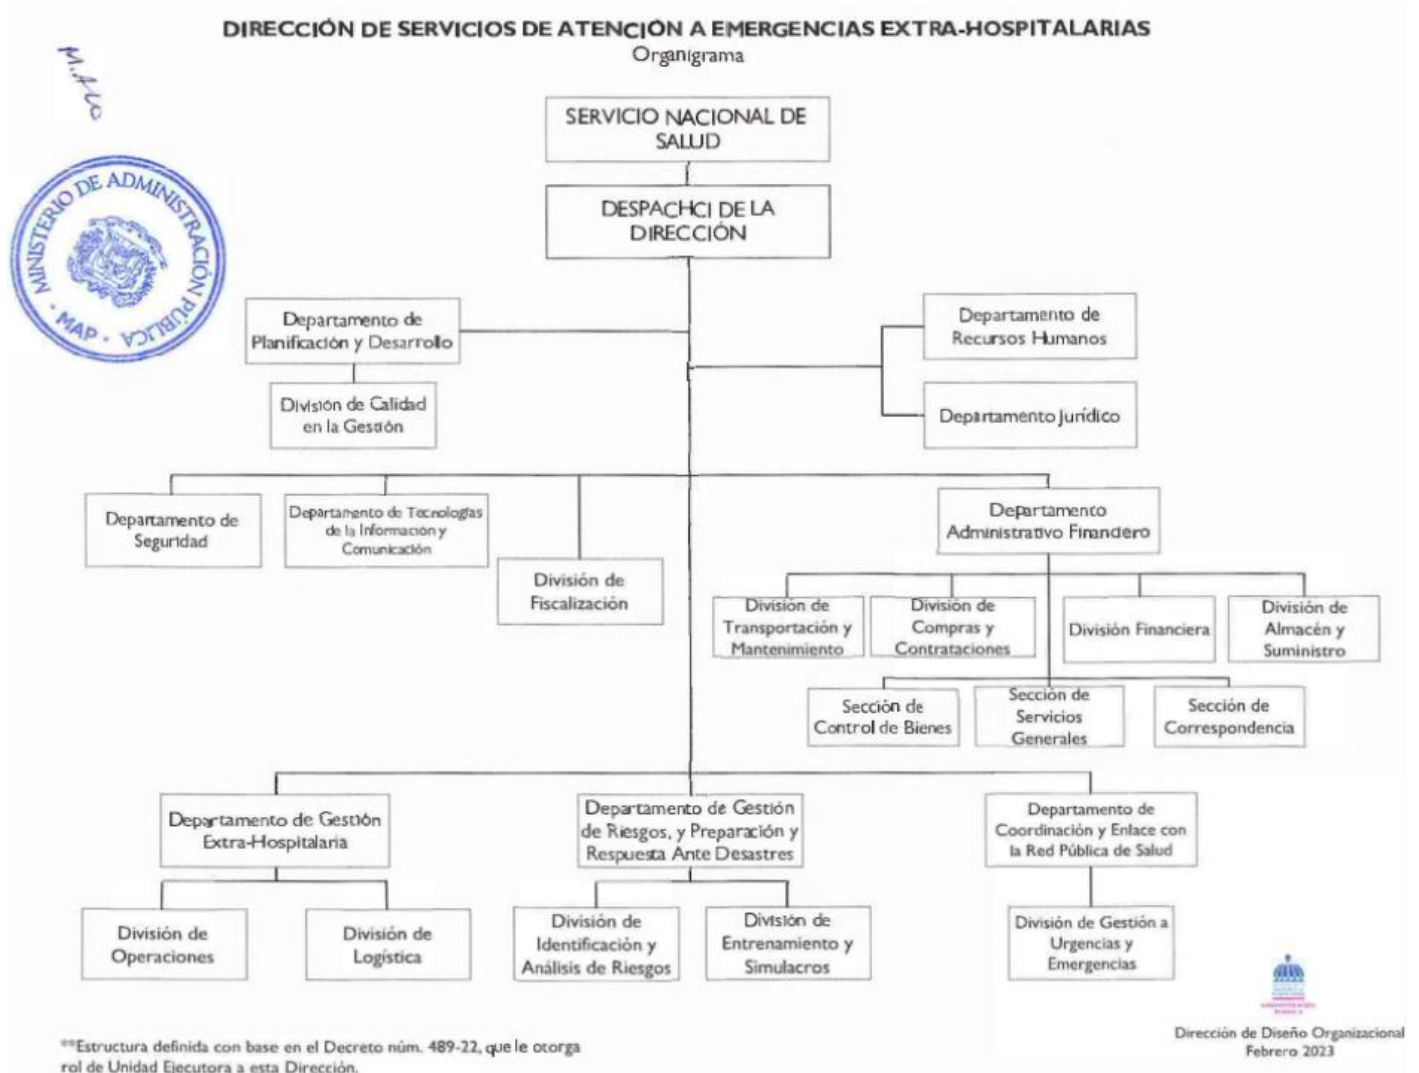 DIRECCIÓN DE SERVICIOS DE ATENCIÓN A EMERGENCIAS EXTRA-HOSPITALARIAS
Organigrama
MINISTERIO DE ADMINISTRACIÓN PÚBLICA
· MAP ·
SERVICIO NACIONAL DE
SALUD
DESPACHCI DE LA
DIRECCIÓN
Departamento de
Planificación y Desarrollo
División de Calidad
en la Gestión
Departamento de
Recursos Humanos
Departamento Jurídico
Departamento de
Seguridad
Departamento de Tecnologías
de la Información y
Comunicación
División de
Fiscalización
Departamento
Administrativo Financiero
División de
Transportación y
Mantenimiento
División de
Compras y
Contrataciones
División Financiera
División de
Almacén y
Suministro
Sección de
Control de Bienes
Sección de
Servicios
Generales
Sección de
Correspondencia
Departamento de Gestión
Extra-Hospitalaria
Departamento de Gestión
de Riesgos, y Preparación y
Respuesta Ante Desastres
Departamento de
Coordinación y Enlace con
la Red Pública de Salud
División de
Operaciones
División de
Logística
División de
Identificación y
Análisis de Riesgos
División de
Entrenamiento y
Simulacros
División de Gestión a
Urgencias y
Emergencias
**Estructura definida con base en el Decreto núm. 489-22, que le otorga
rol de Unidad Ejecutora a esta Dirección.
Dirección de Diseño Organizacional
Febrero 2023